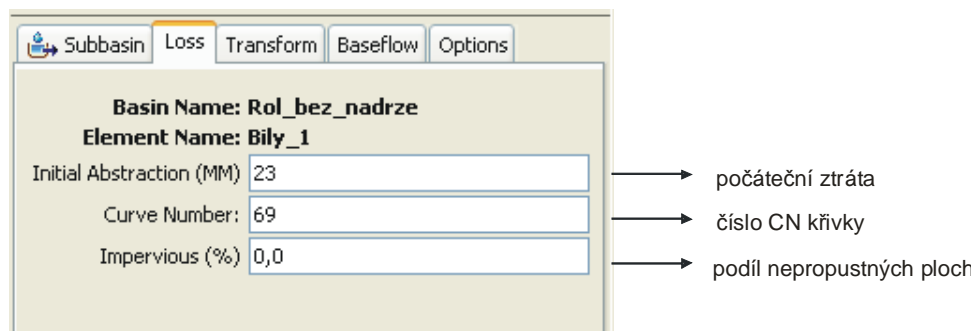 Subbasin Loss Transform Baseflow Options
Basin Name: Rol_bez_nadrze
Element Name: Bily_1
Initial Abstraction (MM) 23 počáteční ztráta
Curve Number: 69 číslo CN křivky
Impervious (%) 0,0 podíl nepropustných ploch